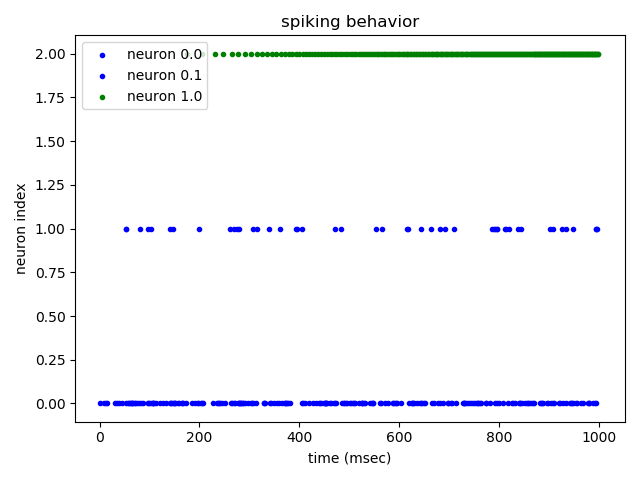 spiking behavior
neuron 0.0
neuron 0.1
neuron 1.0
2.00
1.75
1.50
1.25
1.00
0.75
0.50
0.25
0.00
neuron index
0 200 400 600 800 1000
time (msec)